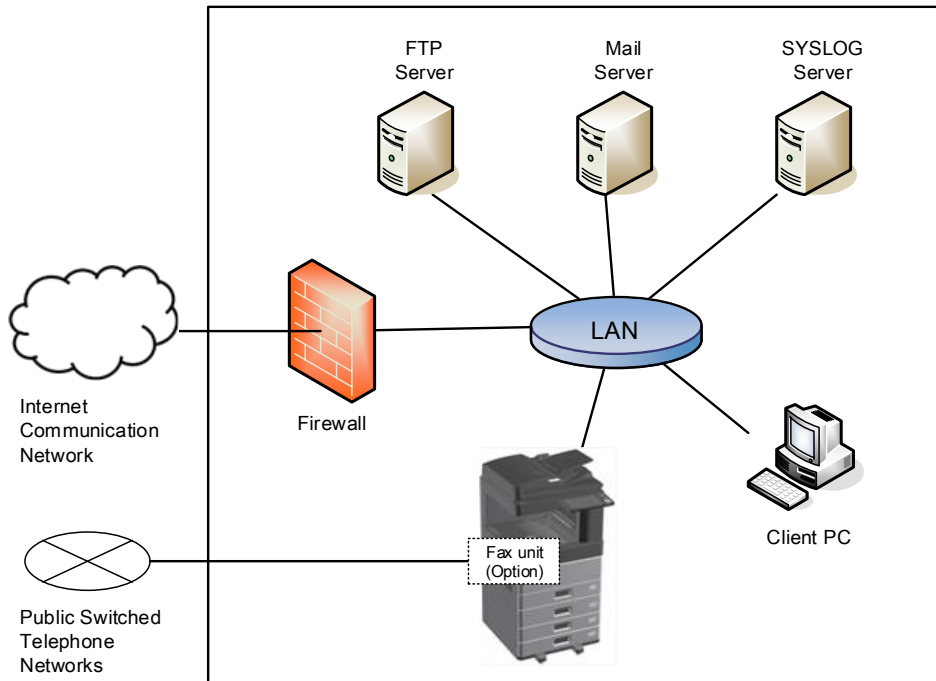 FTP
Server
Mail
Server
SYSLOG
Server
LAN
Internet
Communication
Network
Firewall
Client PC
Fax unit
(Option)
Public Switched
Telephone
Networks